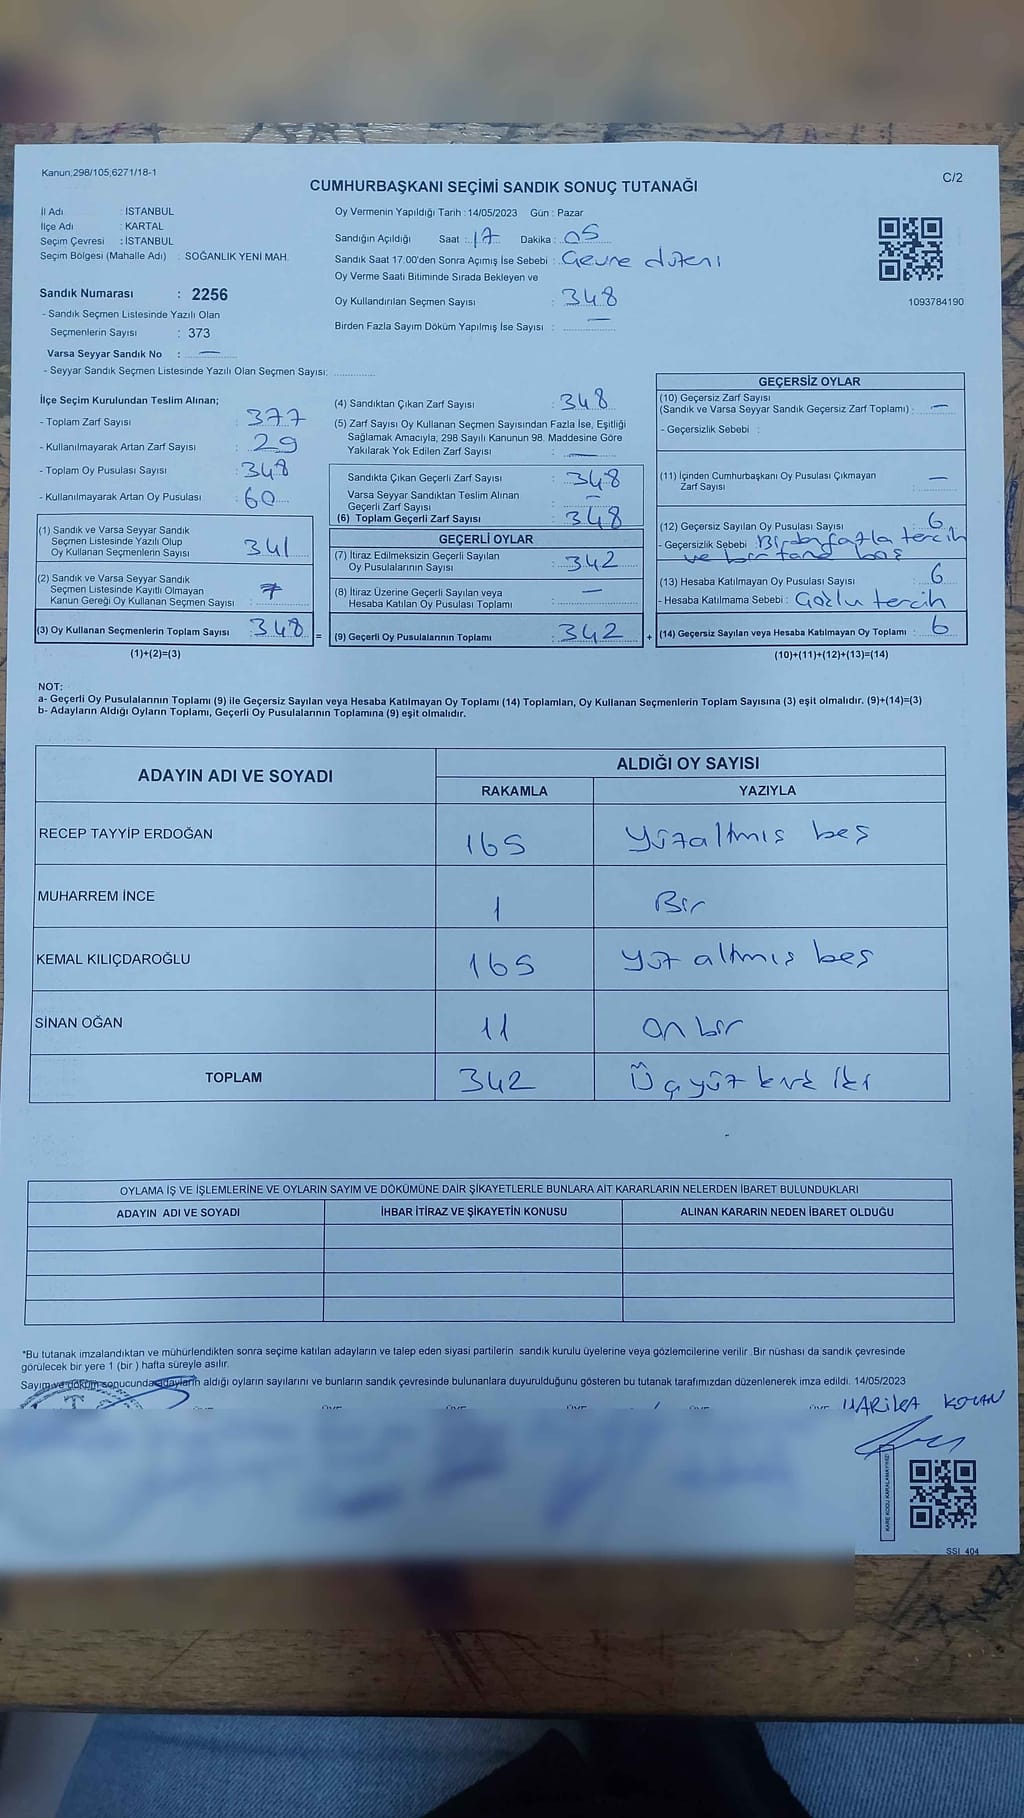 Kanun;298/105,6271/18-1
C/2
CUMHURBAŞKANI SEÇİMİ SANDIK SONUÇ TUTANAĞI
İl Adı : İSTANBUL
İlçe Adı : KARTAL
Seçim Çevresi : İSTANBUL
Seçim Bölgesi (Mahalle Adı) : SOĞANLIK YENİ MAH.
Sandık Numarası : 2256
- Sandık Seçmen Listesinde Yazılı Olan
Seçmenlerin Sayısı : 373
Varsa Seyyar Sandık No : —
- Seyyar Sandık Seçmen Listesinde Yazılı Olan Seçmen Sayısı:
Oy Vermenin Yapıldığı Tarih : 14/05/2023 Gün : Pazar
Sandığın Açıldığı Saat : 17 Dakika : 05
Sandık Saat 17.00'den Sonra Açımış İse Sebebi :
Oy Verme Saati Bitiminde Sırada Bekleyen ve
Oy Kullandırılan Seçmen Sayısı : 348
Birden Fazla Sayım Döküm Yapılmış İse Sayısı : —
1093784190
İlçe Seçim Kurulundan Teslim Alınan;
- Toplam Zarf Sayısı : 377
- Kullanılmayarak Artan Zarf Sayısı : 29
- Toplam Oy Pusulası Sayısı : 348
- Kullanılmayarak Artan Oy Pusulası : 60
(1) Sandık ve Varsa Seyyar Sandık
Seçmen Listesinde Yazılı Olup
Oy Kullanan Seçmenlerin Sayısı : 341
(2) Sandık ve Varsa Seyyar Sandık
Seçmen Listesinde Kayıtlı Olmayan
Kanun Gereği Oy Kullanan Seçmen Sayısı : 7
(3) Oy Kullanan Seçmenlerin Toplam Sayısı : 348 =
(1)+(2)=(3)
(4) Sandıktan Çıkan Zarf Sayısı : 348
(5) Zarf Sayısı Oy Kullanan Seçmen Sayısından Fazla İse, Eşitliği
Sağlamak Amacıyla, 298 Sayılı Kanunun 98. Maddesine Göre
Yakılarak Yok Edilen Zarf Sayısı : —
Sandıkta Çıkan Geçerli Zarf Sayısı : 348
Varsa Seyyar Sandıktan Teslim Alınan
Geçerli Zarf Sayısı : —
(6) Toplam Geçerli Zarf Sayısı : 348
GEÇERLİ OYLAR
(7) İtiraz Edilmeksizin Geçerli Sayılan
Oy Pusulalarının Sayısı : 342
(8) İtiraz Üzerine Geçerli Sayılan veya
Hesaba Katılan Oy Pusulası Toplamı : —
(9) Geçerli Oy Pusulalarının Toplamı : 342 +
GEÇERSİZ OYLAR
(10) Geçersiz Zarf Sayısı
(Sandık ve Varsa Seyyar Sandık Geçersiz Zarf Toplamı) : —
- Geçersizlik Sebebi :
(11) İçinden Cumhurbaşkanı Oy Pusulası Çıkmayan
Zarf Sayısı : —
(12) Geçersiz Sayılan Oy Pusulası Sayısı : 6
- Geçersizlik Sebebi : Birden fazla tercih
ve bir tane boş
(13) Hesaba Katılmayan Oy Pusulası Sayısı : 6
- Hesaba Katılmama Sebebi : Çoklu tercih
(14) Geçersiz Sayılan veya Hesaba Katılmayan Oy Toplamı : 6
(10)+(11)+(12)+(13)=(14)
NOT:
a- Geçerli Oy Pusulalarının Toplamı (9) ile Geçersiz Sayılan veya Hesaba Katılmayan Oy Toplamı (14) Toplamları, Oy Kullanan Seçmenlerin Toplam Sayısına (3) eşit olmalıdır. (9)+(14)=(3)
b- Adayların Aldığı Oyların Toplamı, Geçerli Oy Pusulalarının Toplamına (9) eşit olmalıdır.
ADAYIN ADI VE SOYADI ALDIĞI OY SAYISI
RAKAMLA YAZIYLA
RECEP TAYYİP ERDOĞAN 165 Yüzaltmış beş
MUHARREM İNCE 1 Bir
KEMAL KILIÇDAROĞLU 165 Yüz altmış beş
SİNAN OĞAN 11 on bir
TOPLAM 342 Üçyüz kırk iki
OYLAMA İŞ VE İŞLEMLERİNE VE OYLARIN SAYIM VE DÖKÜMÜNE DAİR ŞİKAYETLERLE BUNLARA AİT KARARLARIN NELERDEN İBARET BULUNDUKLARI
ADAYIN ADI VE SOYADI İHBAR İTİRAZ VE ŞİKAYETİN KONUSU ALINAN KARARIN NEDEN İBARET OLDUĞU
*Bu tutanak imzalandıktan ve mühürlendikten sonra seçime katılan adayların ve talep eden siyasi partilerin sandık kurulu üyelerine veya gözlemcilerine verilir .Bir nüshası da sandık çevresinde
görülecek bir yere 1 (bir ) hafta süreyle asılır.
Sayım ve döküm sonucunda adayların aldığı oyların sayılarını ve bunların sandık çevresinde bulunanlara duyurulduğunu gösteren bu tutanak tarafımızdan düzenlenerek imza edildi. 14/05/2023
KARE KODU KARALAMAYINIZ!
SSİ_404